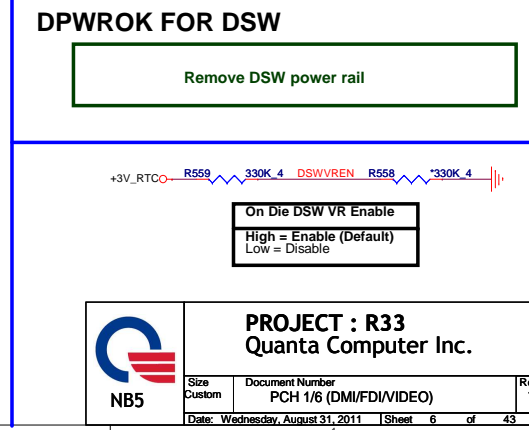 DPWROK FOR DSW
Remove DSW power rail
+3V_RTC R559 330K_4 DSWVREN R558 *330K_4
On Die DSW VR Enable
High = Enable (Default)
Low = Disable
PROJECT : R33
Quanta Computer Inc.
NB5
Size Document Number
Custom PCH 1/6 (DMI/FDI/VIDEO)
Date: Wednesday, August 31, 2011 Sheet 6 of 43